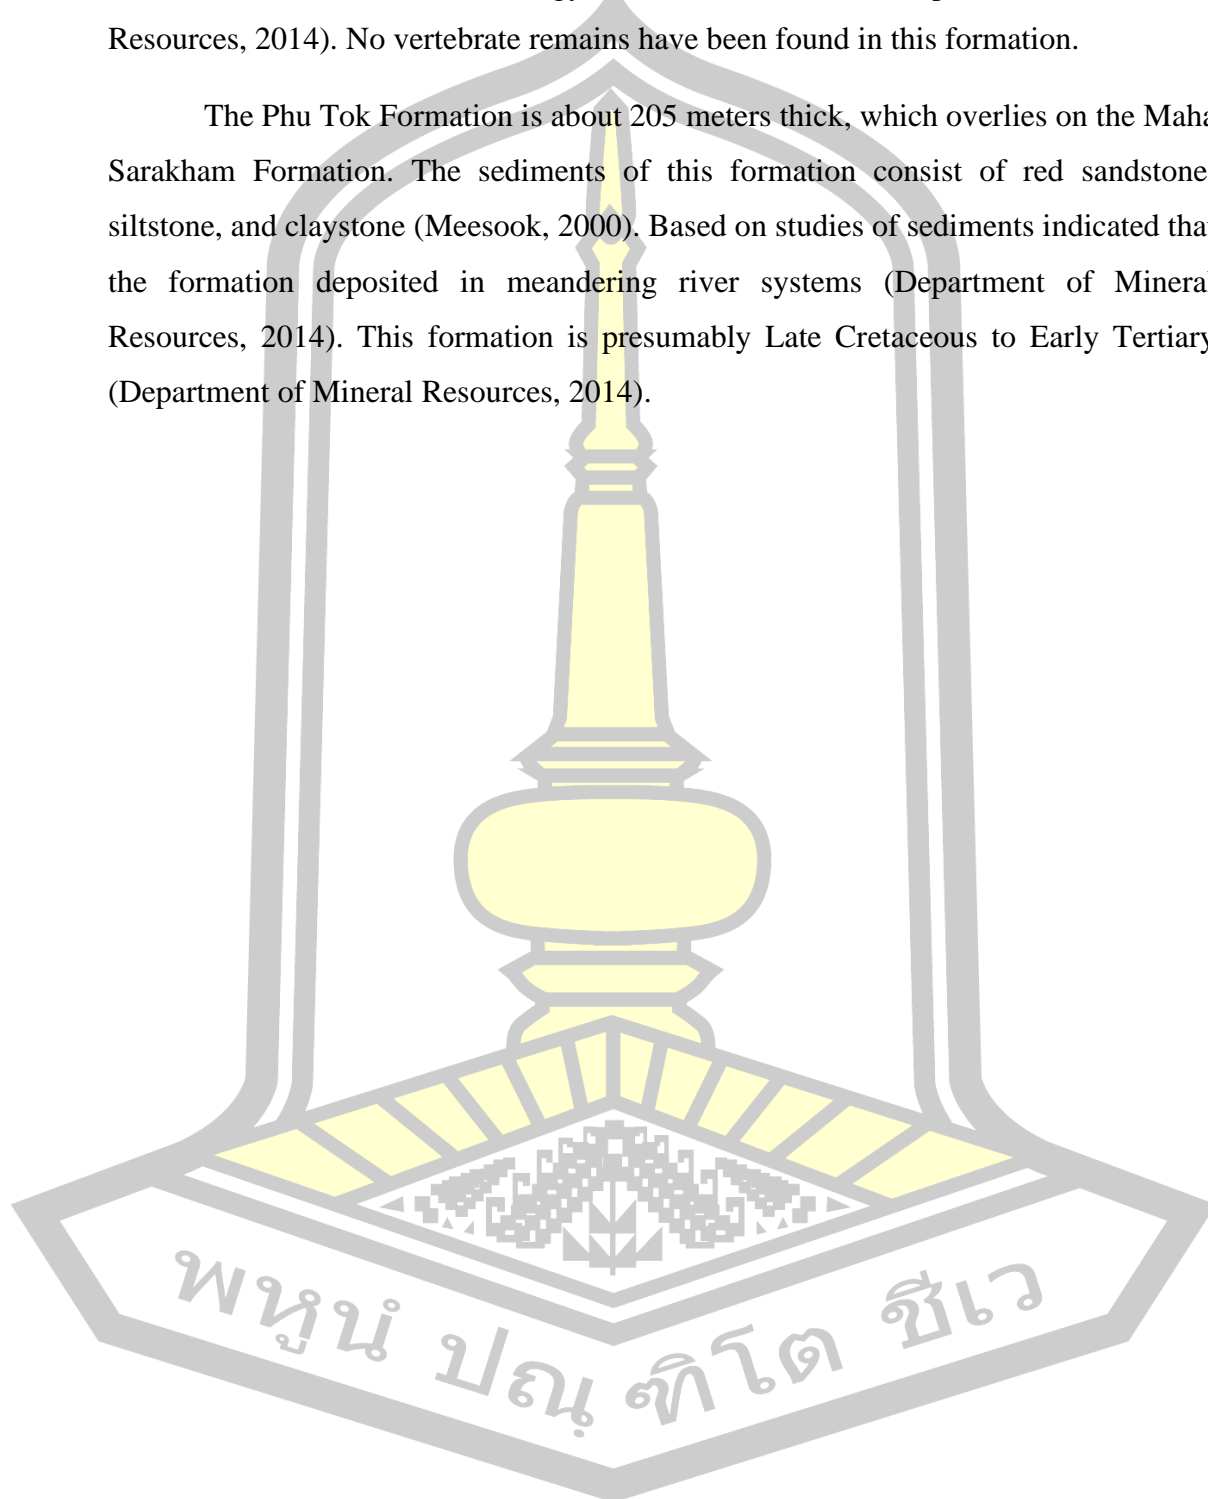 Resources, 2014). No vertebrate remains have been found in this formation.
The Phu Tok Formation is about 205 meters thick, which overlies on the Maha
Sarakham Formation. The sediments of this formation consist of red sandstone
siltstone, and claystone (Meesook, 2000). Based on studies of sediments indicated that
the formation deposited in meandering river systems (Department of Mineral
Resources, 2014). This formation is presumably Late Cretaceous to Early Tertiary
(Department of Mineral Resources, 2014).
พหูนํ ปณฺฑิโต ชีเว